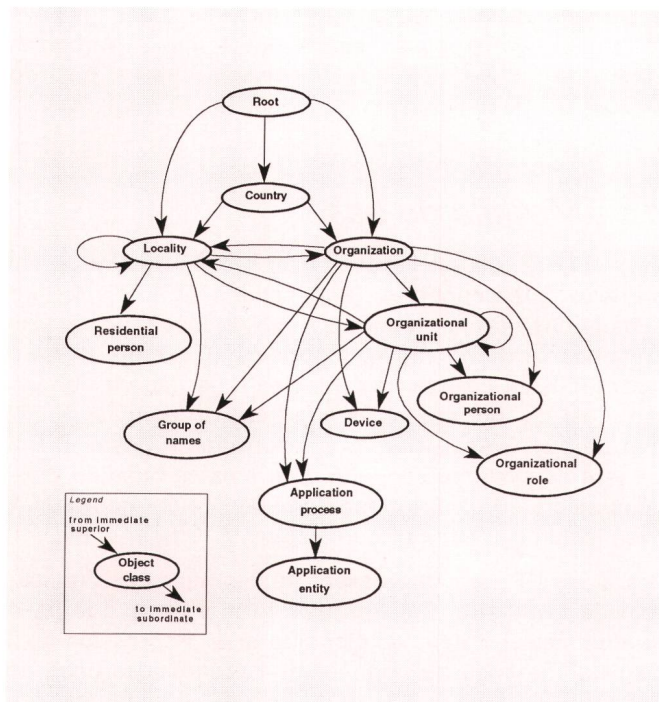 Root
Country
Locality
Organization
Residential
person
Organizational
unit
Organizational
person
Group of
names
Device
Organizational
role
Application
process
Application
entity
Legend
from immediate
superior
Object
class
to immediate
subordinate